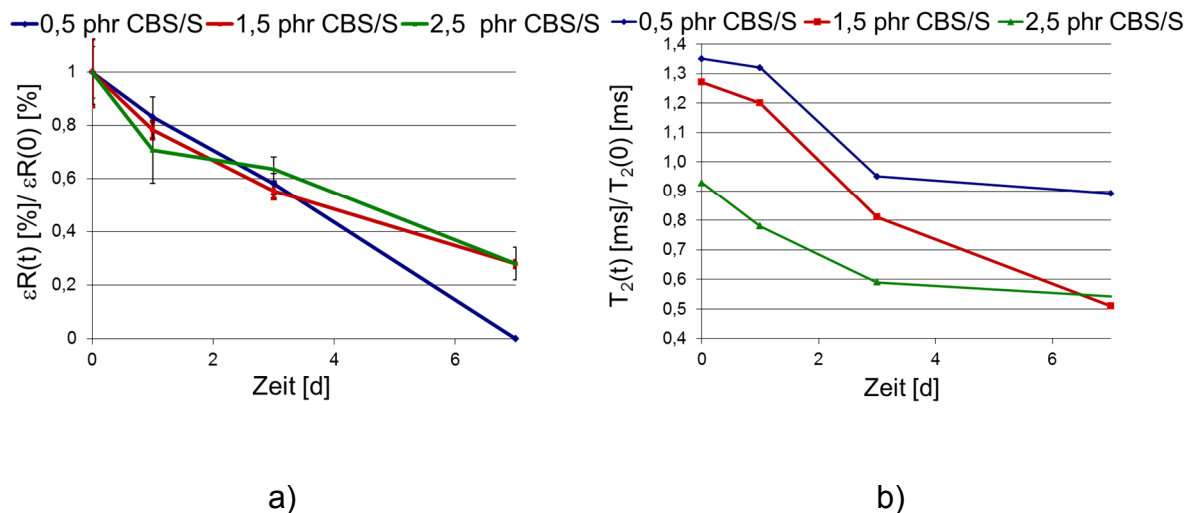 0,5 phr CBS/S 1,5 phr CBS/S 2,5 phr CBS/S
εR(t) [%]/ εR(0) [%]
1
0,8
0,6
0,4
0,2
0
0 2 4 6
Zeit [d]
a)
0,5 phr CBS/S 1,5 phr CBS/S 2,5 phr CBS/S
T₂(t) [ms]/ T₂(0) [ms]
1,4
1,3
1,2
1,1
1,0
0,9
0,8
0,7
0,6
0,5
0,4
0 2 4 6
Zeit [d]
b)